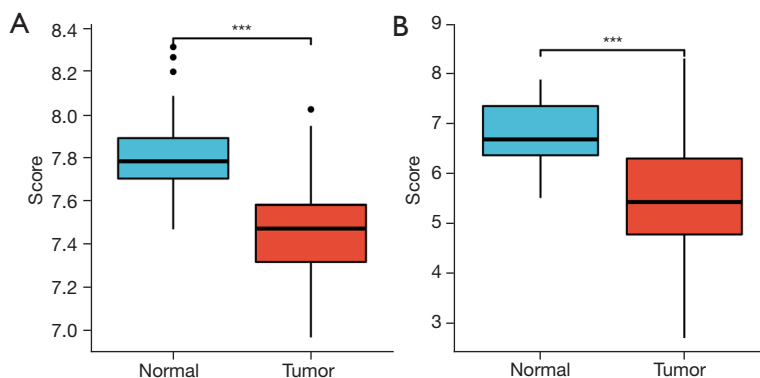 A
Score
8.4
8.2
8.0
7.8
7.6
7.4
7.2
7.0
***
Normal Tumor
B
Score
9
8
7
6
5
4
3
***
Normal Tumor